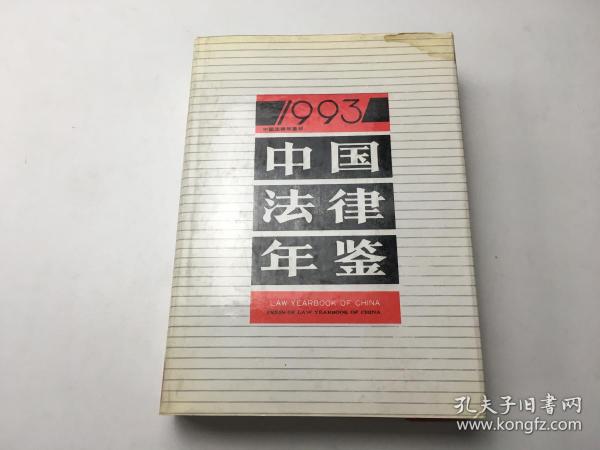 1993
中国法律年鉴社
中国
法律
年鉴
LAW YEARBOOK OF CHINA
PRESS OF LAW YEARBOOK OF CHINA
孔夫子旧书网
www.kongfz.com